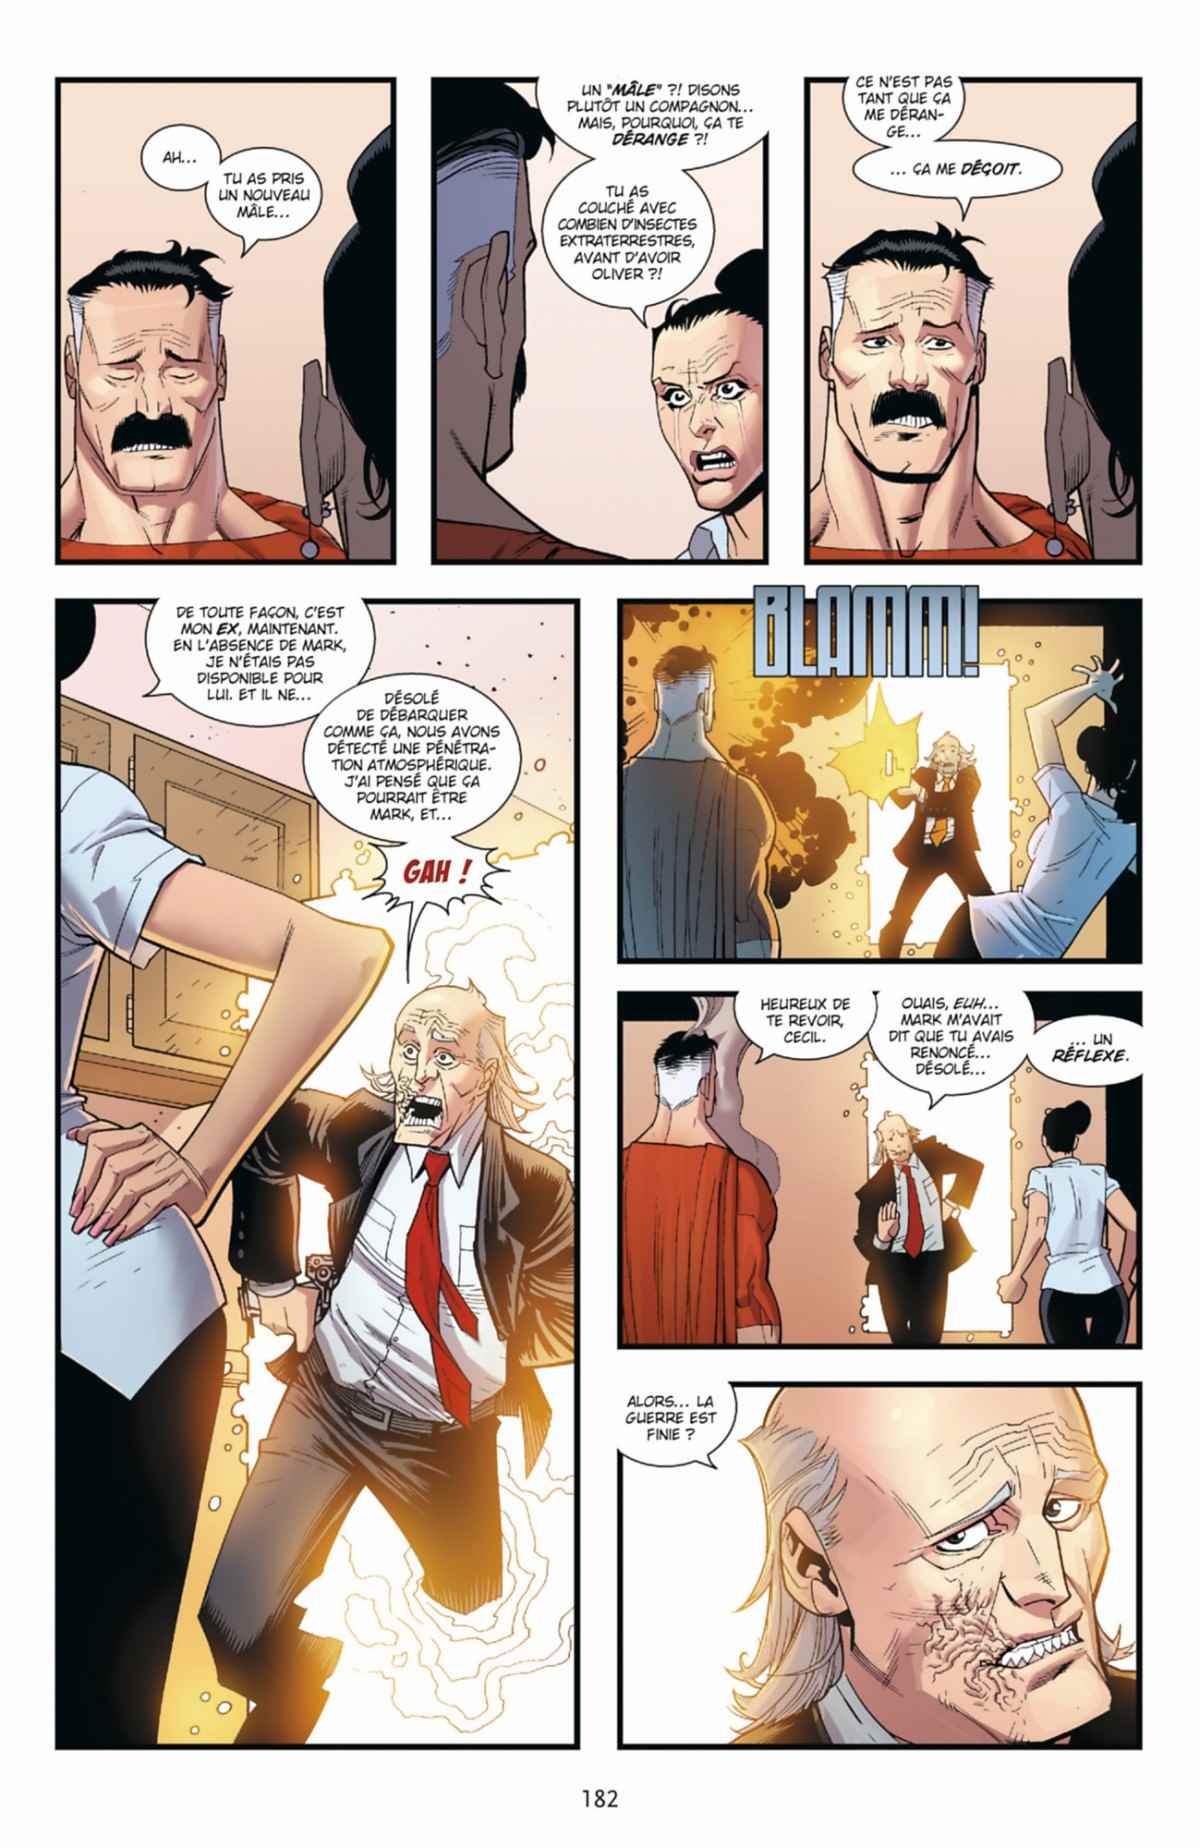 AH...
TU AS PRIS
UN NOUVEAU
MÂLE...
UN "MÂLE" ?! DISONS
PLUTÔT UN COMPAGNON...
MAIS, POURQUOI, ÇA TE
DÉRANGE ?!
TU AS
COUCHÉ AVEC
COMBIEN D'INSECTES
EXTRATERRESTRES,
AVANT D'AVOIR
OLIVER ?!
CE N'EST PAS
TANT QUE ÇA
ME DÉRAN-
GE...
... ÇA ME DÉÇOIT.
DE TOUTE FAÇON, C'EST
MON EX, MAINTENANT.
EN L'ABSENCE DE MARK,
JE N'ÉTAIS PAS
DISPONIBLE POUR
LUI. ET IL NE...
DÉSOLÉ
DE DÉBARQUER
COMME ÇA, NOUS AVONS
DÉTECTÉ UNE PÉNÉTRA-
TION ATMOSPHÉRIQUE.
J'AI PENSÉ QUE ÇA
POURRAIT ÊTRE
MARK, ET...
GAH !
BLAMM!
HEUREUX DE
TE REVOIR,
CECIL.
OUAIS, EUH...
MARK M'AVAIT
DIT QUE TU AVAIS
RENONCÉ...
DÉSOLÉ...
... UN
RÉFLEXE.
ALORS... LA
GUERRE EST
FINIE ?
182